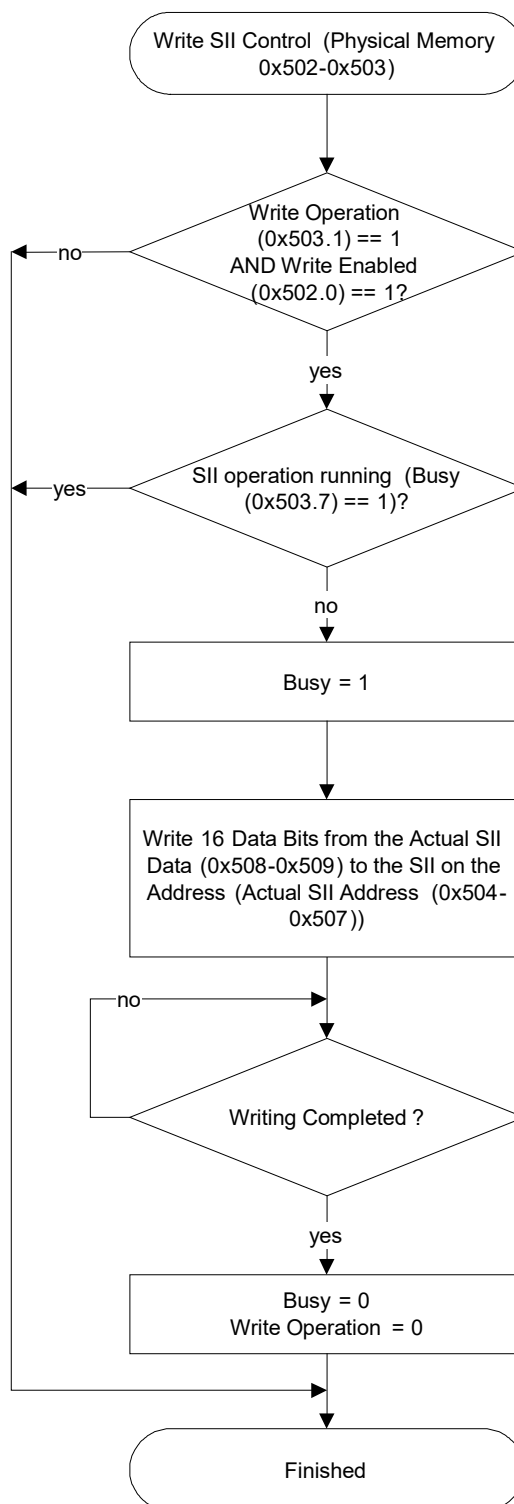 Write SII Control (Physical Memory
0x502-0x503)
Write Operation
(0x503.1) == 1
AND Write Enabled
(0x502.0) == 1?
no
yes
SII operation running (Busy
(0x503.7) == 1)?
yes
no
Busy = 1
Write 16 Data Bits from the Actual SII
Data (0x508-0x509) to the SII on the
Address (Actual SII Address (0x504-
0x507))
no
Writing Completed ?
yes
Busy = 0
Write Operation = 0
Finished